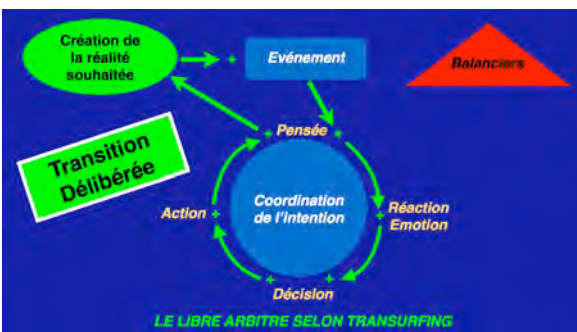 Création de
la réalité
souhaitée
+
Evénement
Balanciers
+ Pensée +
Transition
Délibérée
Action +
Coordination
de l'intention
+ Réaction
Emotion
+ +
Décision
LE LIBRE ARBITRE SELON TRANSURFING